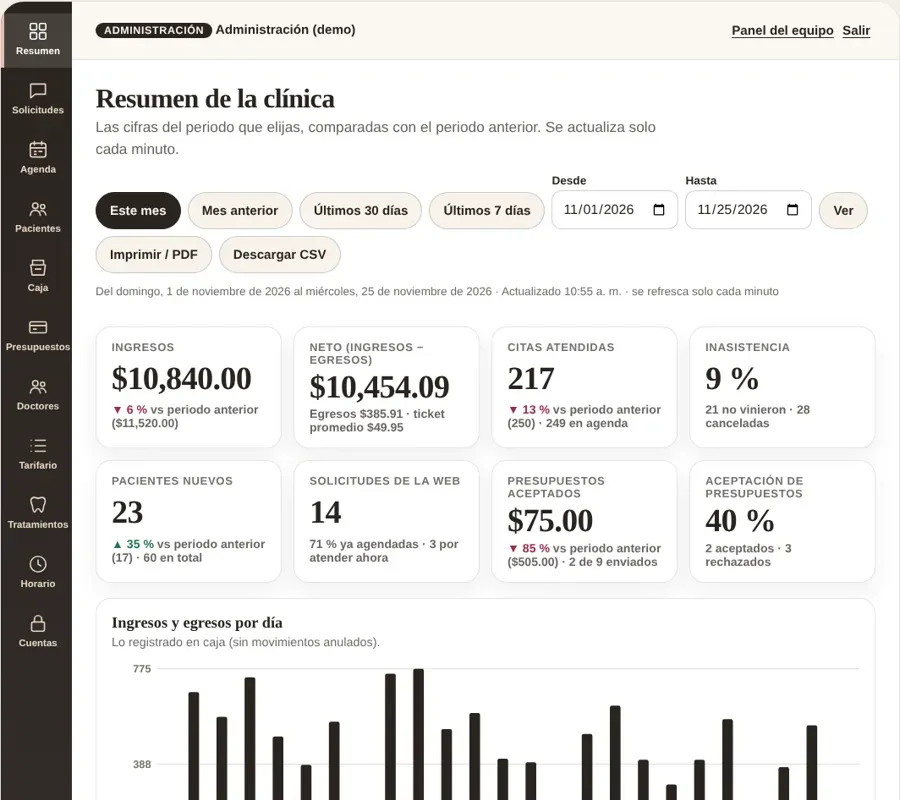 Resumen
Solicitudes
Agenda
Pacientes
Caja
Presupuestos
Doctores
Tarifario
Tratamientos
Horario
Cuentas
ADMINISTRACIÓN Administración (demo)
Panel del equipo Salir
Resumen de la clínica
Las cifras del periodo que elijas, comparadas con el periodo anterior. Se actualiza solo
cada minuto.
Desde Hasta
Este mes Mes anterior Últimos 30 días Últimos 7 días 11/01/2026 11/25/2026 Ver
Imprimir / PDF Descargar CSV
Del domingo, 1 de noviembre de 2026 al miércoles, 25 de noviembre de 2026 · Actualizado 10:55 a. m. · se refresca solo cada minuto
INGRESOS
$10,840.00
▼ 6 % vs periodo anterior
($11,520.00)
NETO (INGRESOS −
EGRESOS)
$10,454.09
Egresos $385.91 · ticket
promedio $49.95
CITAS ATENDIDAS
217
▼ 13 % vs periodo anterior
(250) · 249 en agenda
INASISTENCIA
9 %
21 no vinieron · 28
canceladas
PACIENTES NUEVOS
23
▲ 35 % vs periodo anterior
(17) · 60 en total
SOLICITUDES DE LA WEB
14
71 % ya agendadas · 3 por
atender ahora
PRESUPUESTOS
ACEPTADOS
$75.00
▼ 85 % vs periodo anterior
($505.00) · 2 de 9 enviados
ACEPTACIÓN DE
PRESUPUESTOS
40 %
2 aceptados · 3
rechazados
Ingresos y egresos por día
Lo registrado en caja (sin movimientos anulados).
775
388